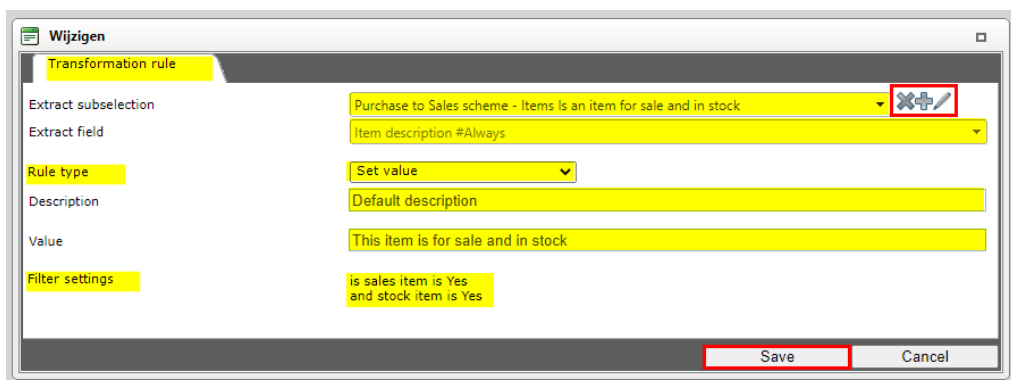 Wijzigen
Transformation rule
Extract subselection Purchase to Sales scheme - Items Is an item for sale and in stock
Extract field Item description #Always
Rule type Set value
Description Default description
Value This item is for sale and in stock
Filter settings is sales item is Yes
and stock item is Yes
Save Cancel